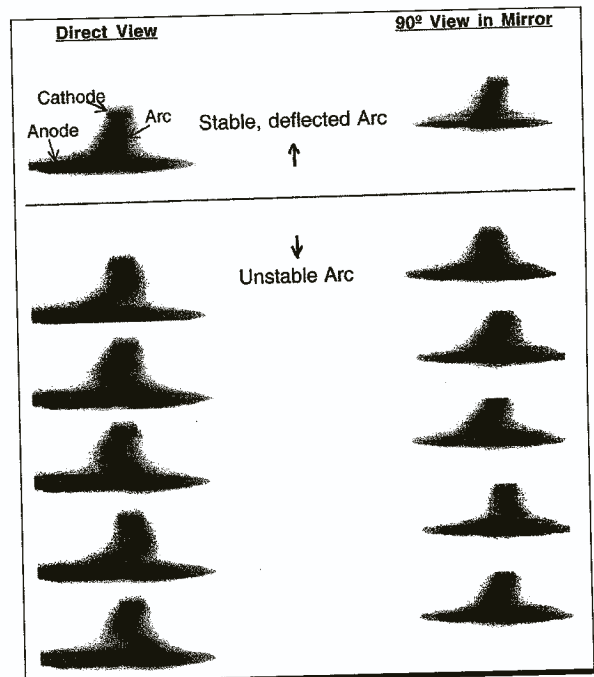 Direct View
90º View in Mirror
Cathode
Arc
Anode
Stable, deflected Arc
Unstable Arc